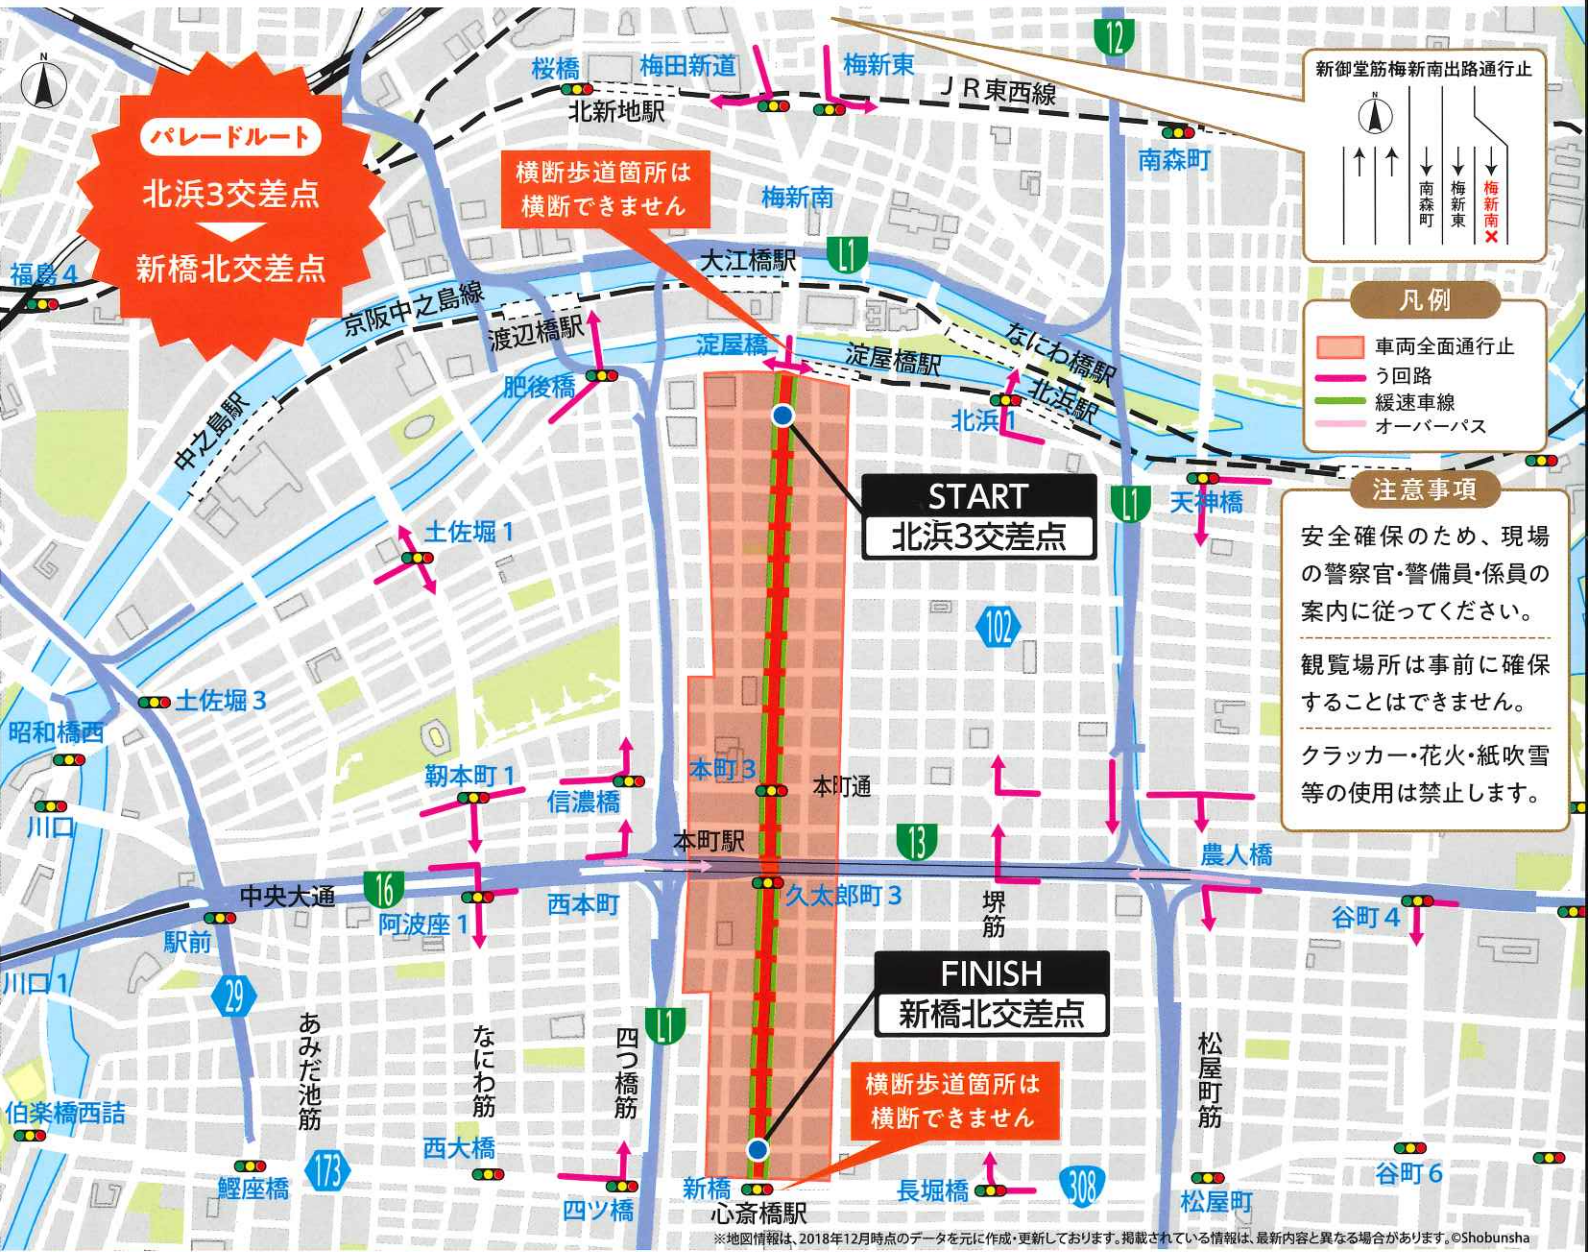 N
パレードルート
北浜3交差点
新橋北交差点
福島4
桜橋
北新地駅
梅田新道
梅新東
JR東西線
12
南森町
新御堂筋梅新南出路通行止
N
南森町
梅新東
梅新南
×
横断歩道箇所は
横断できません
梅新南
大江橋駅
L1
京阪中之島線
渡辺橋駅
淀屋橋
淀屋橋駅
なにわ橋駅
肥後橋
中之島駅
北浜1
北浜駅
凡例
車両全面通行止
う回路
緩速車線
オーバーパス
START
北浜3交差点
L1
天神橋
注意事項
安全確保のため、現場
の警察官・警備員・係員の
案内に従ってください。
観覧場所は事前に確保
することはできません。
クラッカー・花火・紙吹雪
等の使用は禁止します。
土佐堀1
102
土佐堀3
昭和橋西
川口
靭本町1
信濃橋
本町3
本町通
本町駅
13
農人橋
中央大通
16
阿波座1
西本町
久太郎町3
堺筋
谷町4
駅前
川口1
29
FINISH
新橋北交差点
あみだ池筋
なにわ筋
四つ橋筋
L1
松屋町筋
横断歩道箇所は
横断できません
伯楽橋西詰
鰹座橋
173
西大橋
四ツ橋
新橋
心斎橋駅
長堀橋
308
松屋町
谷町6
※地図情報は、2018年12月時点のデータを元に作成・更新しております。掲載されている情報は、最新内容と異なる場合があります。©Shobunsha